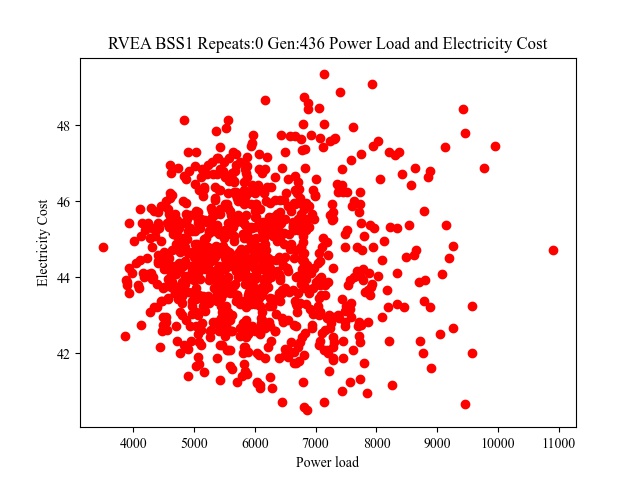 RVEA BSS1 Repeats:0 Gen:436 Power Load and Electricity Cost
48
46
44
42
Electricity Cost
4000 5000 6000 7000 8000 9000 10000 11000
Power load